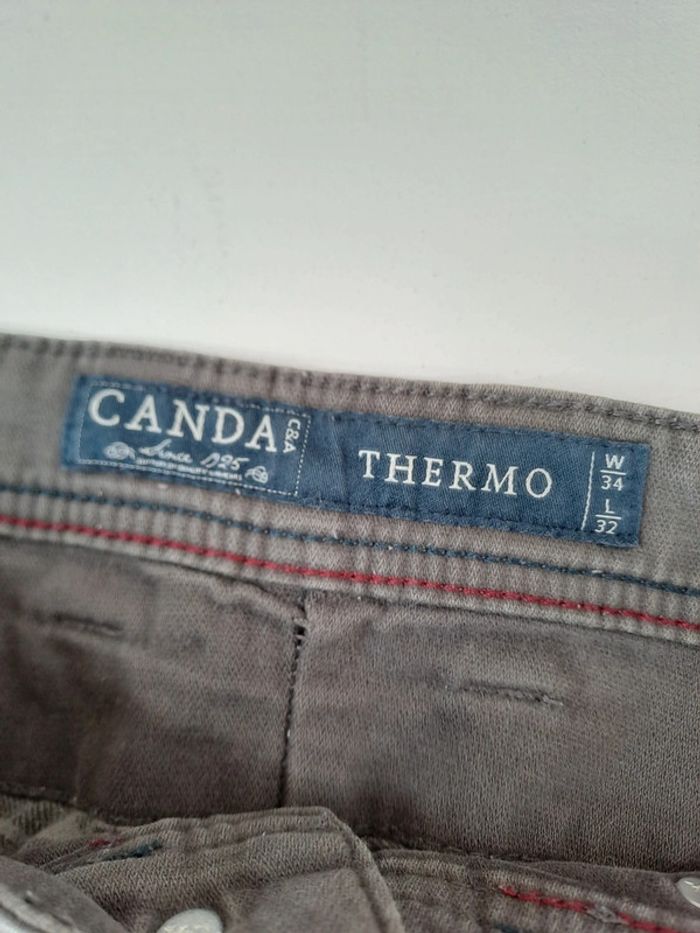 CANDA
C&A
Since 1925
THERMO
W
34
L
32